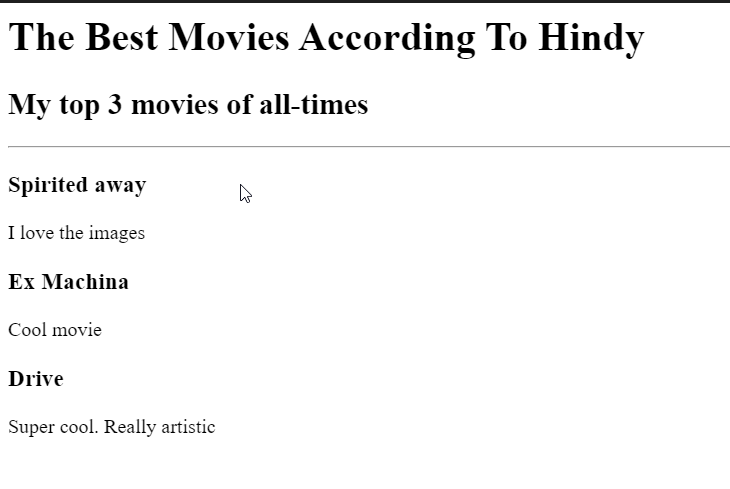 The Best Movies According To Hindy
My top 3 movies of all-times
Spirited away
I love the images
Ex Machina
Cool movie
Drive
Super cool. Really artistic